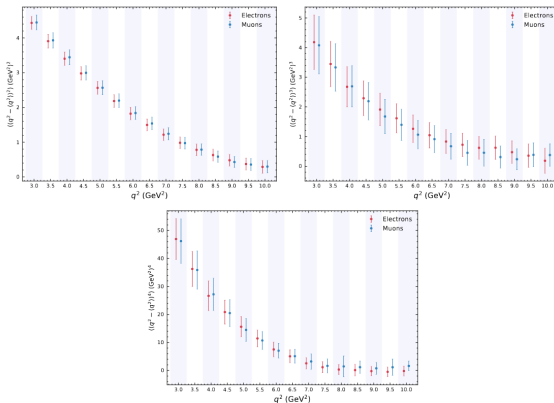 Electrons
Muons
⟨(q² − ⟨q²⟩)²⟩ (GeV²)²
4
3
2
1
0
3.0 3.5 4.0 4.5 5.0 5.5 6.0 6.5 7.0 7.5 8.0 8.5 9.0 9.5 10.0
q² (GeV²)
Electrons
Muons
⟨(q² − ⟨q²⟩)³⟩ (GeV²)³
5
4
3
2
1
0
3.0 3.5 4.0 4.5 5.0 5.5 6.0 6.5 7.0 7.5 8.0 8.5 9.0 9.5 10.0
q² (GeV²)
Electrons
Muons
⟨(q² − ⟨q²⟩)⁴⟩ (GeV²)⁴
50
40
30
20
10
0
3.0 3.5 4.0 4.5 5.0 5.5 6.0 6.5 7.0 7.5 8.0 8.5 9.0 9.5 10.0
q² (GeV²)